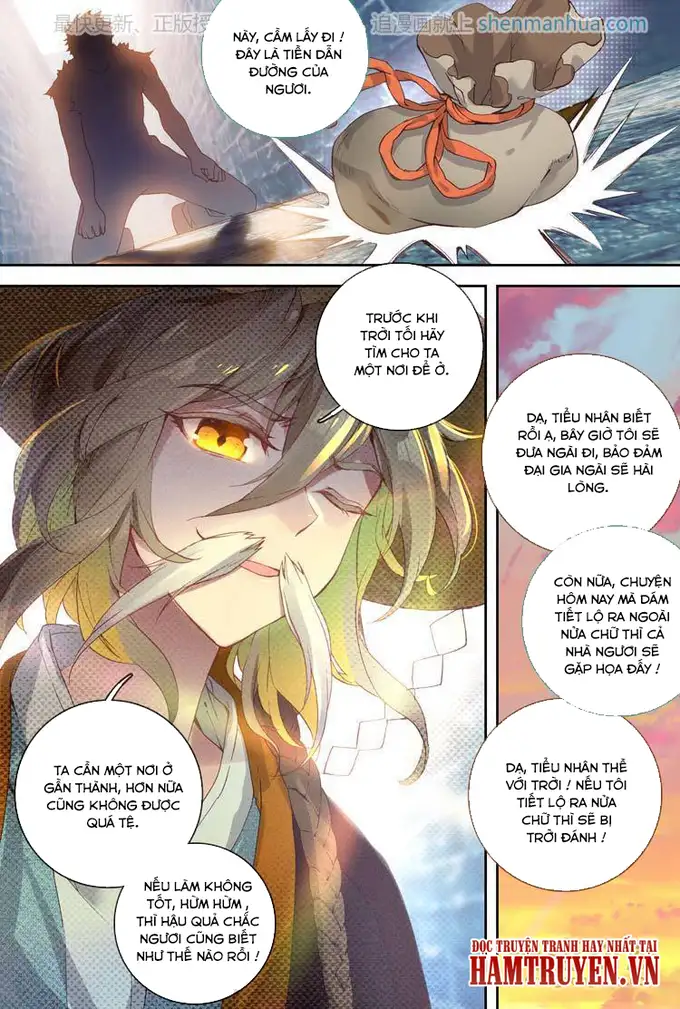 最快更新、正版授
追漫画就上 shenmanhua.com
NÀY, CẦM LẤY ĐI !
ĐÂY LÀ TIỀN DẪN
ĐƯỜNG CỦA
NGƯƠI.
TRƯỚC KHI
TRỜI TỐI HÃY
TÌM CHO TA
MỘT NƠI ĐỂ Ở.
DẠ, TIỂU NHÂN BIẾT
RỒI Ạ, BÂY GIỜ TÔI SẼ
ĐƯA NGÀI ĐI, BẢO ĐẢM
ĐẠI GIA NGÀI SẼ HÀI
LÒNG.
CÒN NỮA, CHUYỆN
HÔM NAY MÀ DÁM
TIẾT LỘ RA NGOÀI
NỬA CHỮ THÌ CẢ
NHÀ NGƯƠI SẼ
GẶP HỌA ĐẤY!
DẠ, TIỂU NHÂN THỀ
VỚI TRỜI ! NẾU TÔI
TIẾT LỘ RA NỬA
CHỮ THÌ SẼ BỊ
TRỜI ĐÁNH !
TA CẦN MỘT NƠI Ở
GẦN THÀNH, HƠN NỮA
CŨNG KHÔNG ĐƯỢC
QUÁ TỆ.
NẾU LÀM KHÔNG
TỐT, HỪM HỪM ,
THÌ HẬU QUẢ CHẮC
NGƯƠI CŨNG BIẾT
NHƯ THẾ NÀO RỒI !
ĐỌC TRUYỆN TRANH HAY NHẤT TẠI
HAMTRUYEN.VN